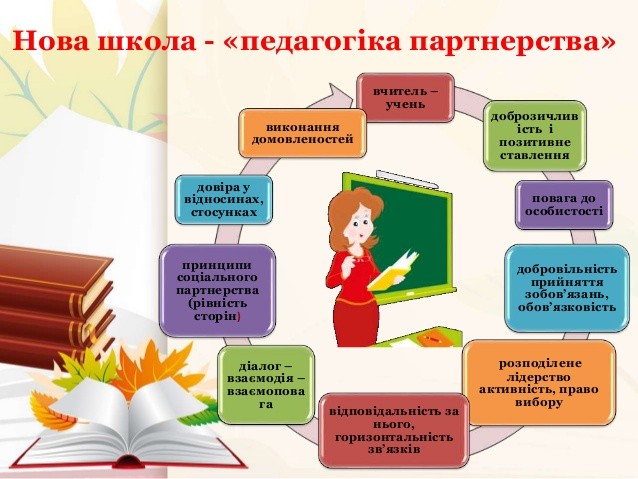 Нова школа - «педагогіка партнерства»
вчитель –
учень
доброзичлив
ість і
позитивне
ставлення
повага до
особистості
добровільність
прийняття
зобов’язань,
обов’язковість
розподілене
лідерство
активність, право
вибору
відповідальність за
нього,
горизонтальність
зв’язків
діалог –
взаємодія –
взаємопова
га
принципи
соціального
партнерства
(рівність
сторін)
довіра у
відносинах,
стосунках
виконання
домовленостей